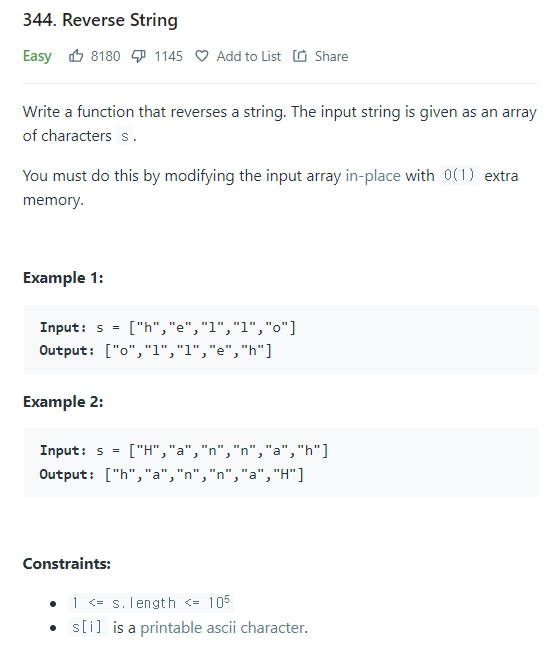 344. Reverse String
Easy 8180 1145 Add to List Share
Write a function that reverses a string. The input string is given as an array
of characters s.
You must do this by modifying the input array in-place with O(1) extra
memory.
Example 1:
Input: s = ["h","e","l","l","o"]
Output: ["o","l","l","e","h"]
Example 2:
Input: s = ["H","a","n","n","a","h"]
Output: ["h","a","n","n","a","H"]
Constraints:
• 1 <= s.length <= 10⁵
• s[i] is a printable ascii character.